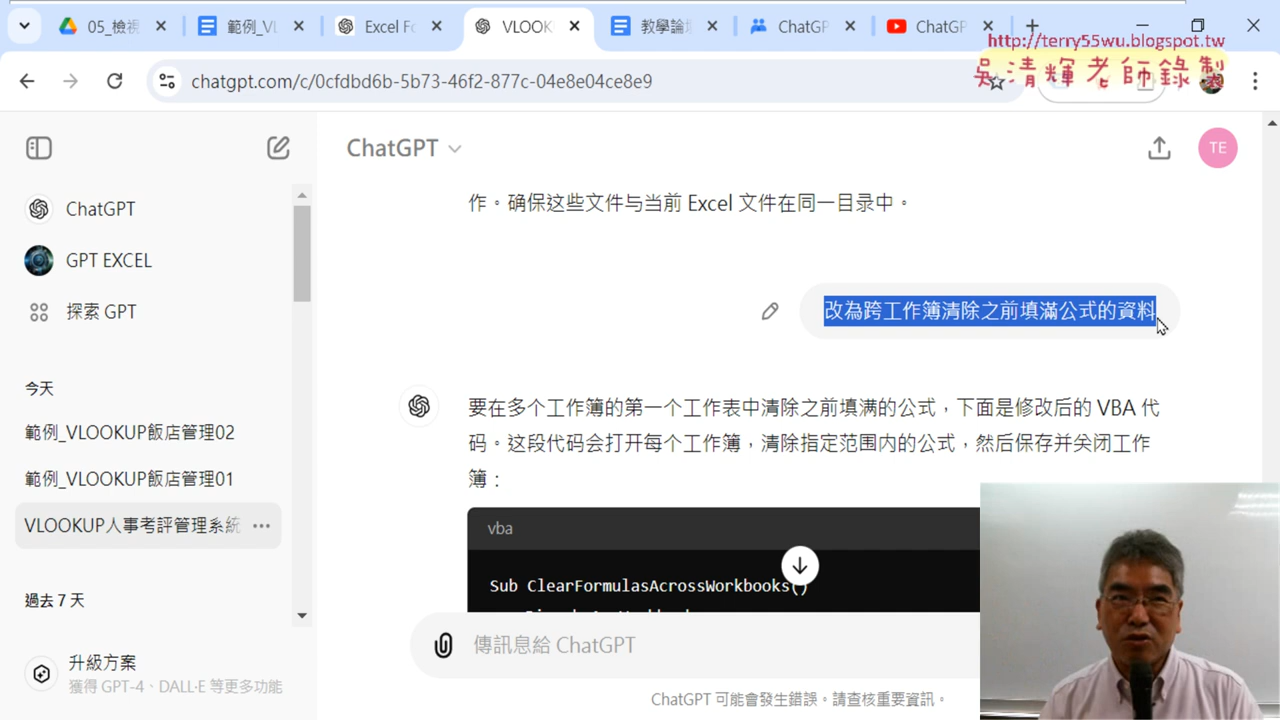 05_檢視
範例_VL
Excel Fo
VLOOK
教學論壇
ChatGP
ChatGP
http://terry55wu.blogspot.tw
吳清輝老師錄製
chatgpt.com/c/0cfdbb6b-5b73-46f2-877c-04e8e04ce8e9
ChatGPT
TE
ChatGPT
GPT EXCEL
探索 GPT
今天
範例_VLOOKUP飯店管理02
範例_VLOOKUP飯店管理01
VLOOKUP人事考評管理系統
過去 7 天
升級方案
獲得 GPT-4、DALL·E 等更多功能
作。确保这些文件与当前 Excel 文件在同一目录中。
改為跨工作簿清除之前填滿公式的資料
要在多个工作簿的第一个工作表中清除之前填满的公式，下面是修改后的 VBA 代
码。这段代码会打开每个工作簿，清除指定范围内的公式，然后保存并关闭工作
簿：
vba
Sub ClearFormulasAcrossWorkbooks()
傳訊息給 ChatGPT
ChatGPT 可能會發生錯誤。請查核重要資訊。